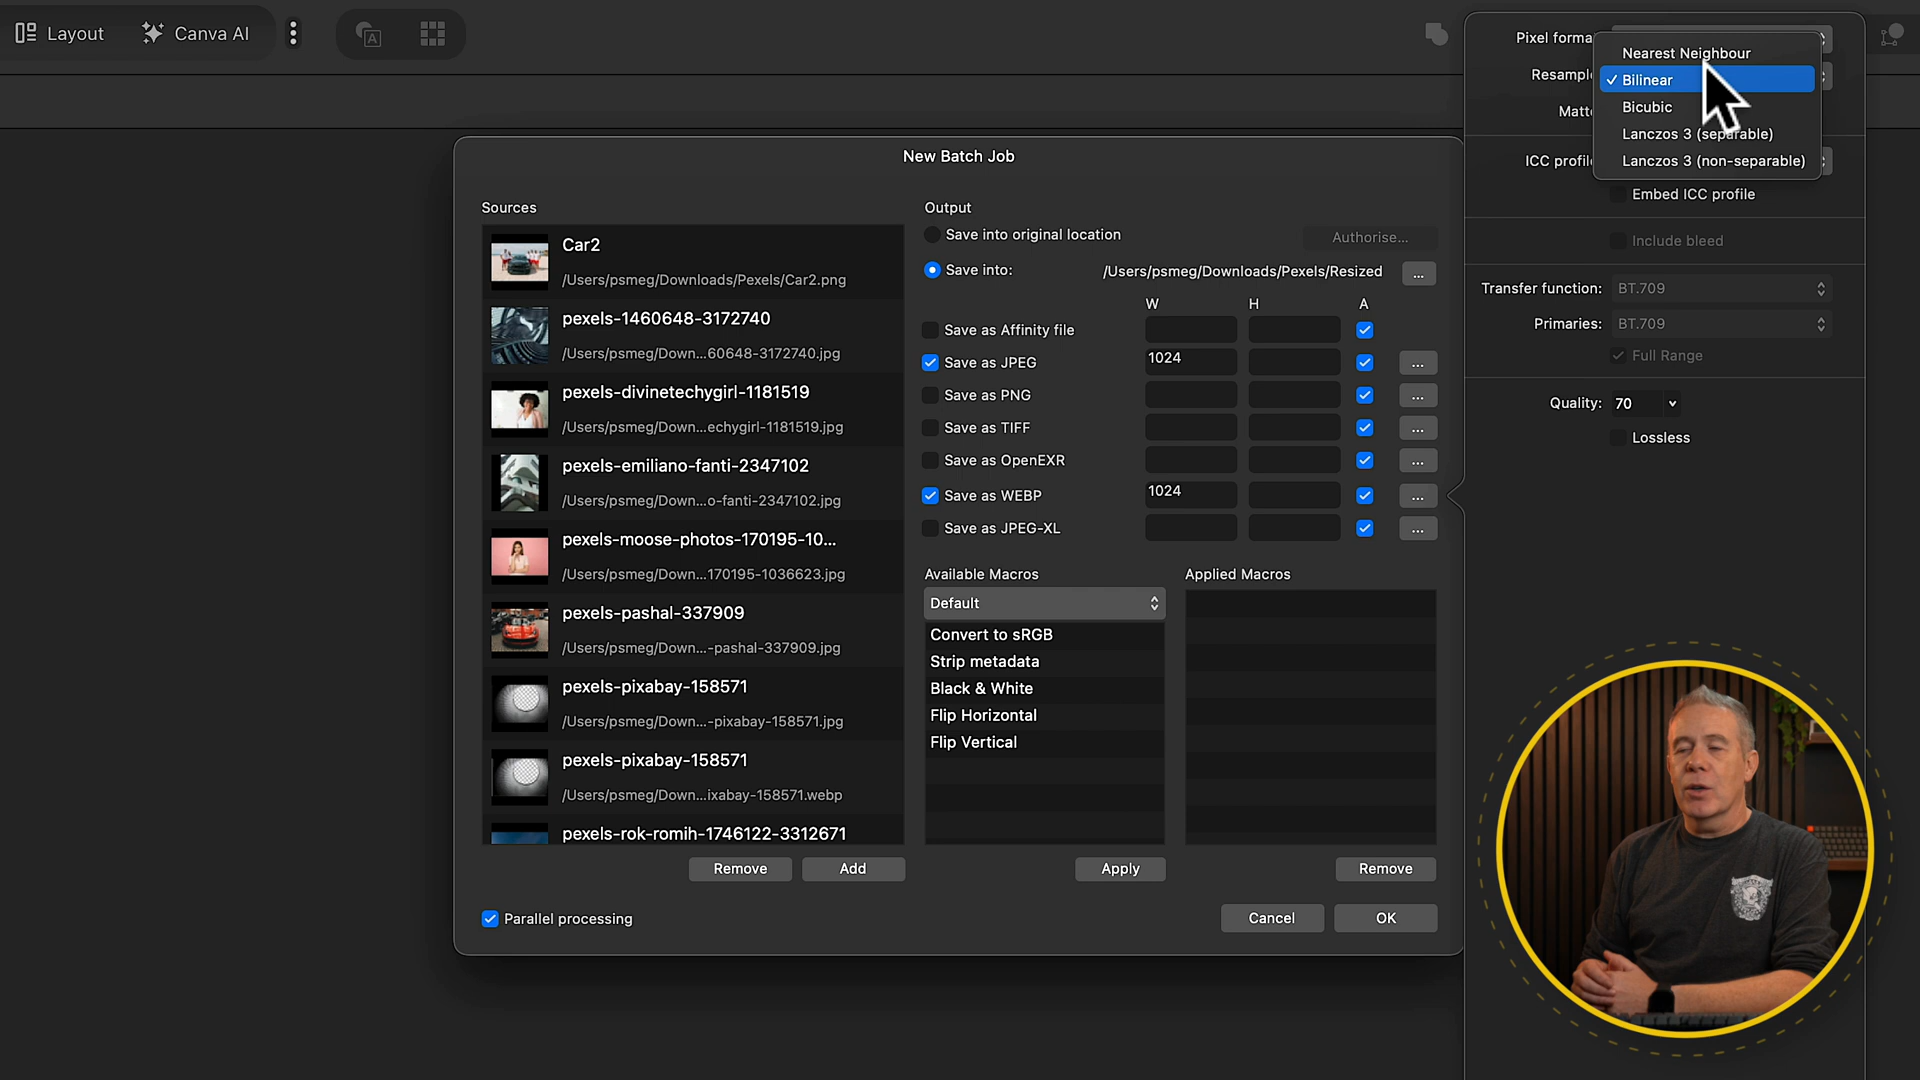 Layout
Canva AI
A
Pixel forma
Resample
Matt
ICC profile
Nearest Neighbour
Bilinear
Bicubic
Lanczos 3 (separable)
Lanczos 3 (non-separable)
Embed ICC profile
Include bleed
Transfer function: BT.709
Primaries: BT.709
Full Range
Quality: 70
Lossless
New Batch Job
Sources
Car2
/Users/psmeg/Downloads/Pexels/Car2.png
pexels-1460648-3172740
/Users/psmeg/Down...60648-3172740.jpg
pexels-divinetechygirl-1181519
/Users/psmeg/Down...echygirl-1181519.jpg
pexels-emiliano-fanti-2347102
/Users/psmeg/Down...o-fanti-2347102.jpg
pexels-moose-photos-170195-10...
/Users/psmeg/Down...170195-1036623.jpg
pexels-pashal-337909
/Users/psmeg/Down...-pashal-337909.jpg
pexels-pixabay-158571
/Users/psmeg/Down...-pixabay-158571.jpg
pexels-pixabay-158571
/Users/psmeg/Down...ixabay-158571.webp
pexels-rok-romih-1746122-3312671
Remove
Add
Parallel processing
Output
Save into original location
Authorise...
Save into: /Users/psmeg/Downloads/Pexels/Resized ...
W H A
Save as Affinity file
Save as JPEG 1024 ...
Save as PNG ...
Save as TIFF ...
Save as OpenEXR ...
Save as WEBP 1024 ...
Save as JPEG-XL ...
Available Macros
Default
Convert to sRGB
Strip metadata
Black & White
Flip Horizontal
Flip Vertical
Apply
Applied Macros
Remove
Cancel
OK